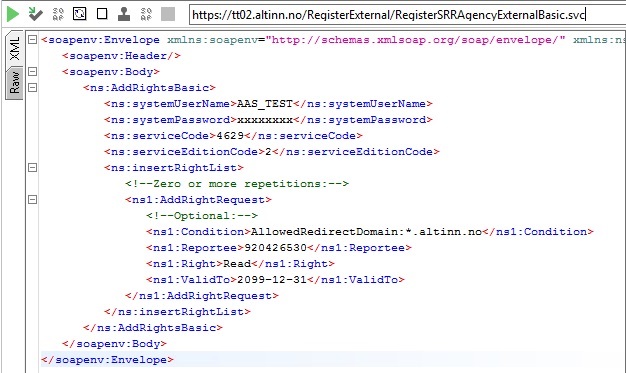 https://tt02.altinn.no/RegisterExternal/RegisterSRRAgencyExternalBasic.svc
XML
Raw
<soapenv:Envelope xmlns:soapenv="http://schemas.xmlsoap.org/soap/envelope/" xmlns:ns
<soapenv:Header/>
<soapenv:Body>
<ns:AddRightsBasic>
<ns:systemUserName>AAS_TEST</ns:systemUserName>
<ns:systemPassword>xxxxxxxx</ns:systemPassword>
<ns:serviceCode>4629</ns:serviceCode>
<ns:serviceEditionCode>2</ns:serviceEditionCode>
<ns:insertRightList>
<!--Zero or more repetitions:-->
<ns1:AddRightRequest>
<!--Optional:-->
<ns1:Condition>AllowedRedirectDomain:*.altinn.no</ns1:Condition>
<ns1:Reportee>920426530</ns1:Reportee>
<ns1:Right>Read</ns1:Right>
<ns1:ValidTo>2099-12-31</ns1:ValidTo>
</ns1:AddRightRequest>
</ns:insertRightList>
</ns:AddRightsBasic>
</soapenv:Body>
</soapenv:Envelope>